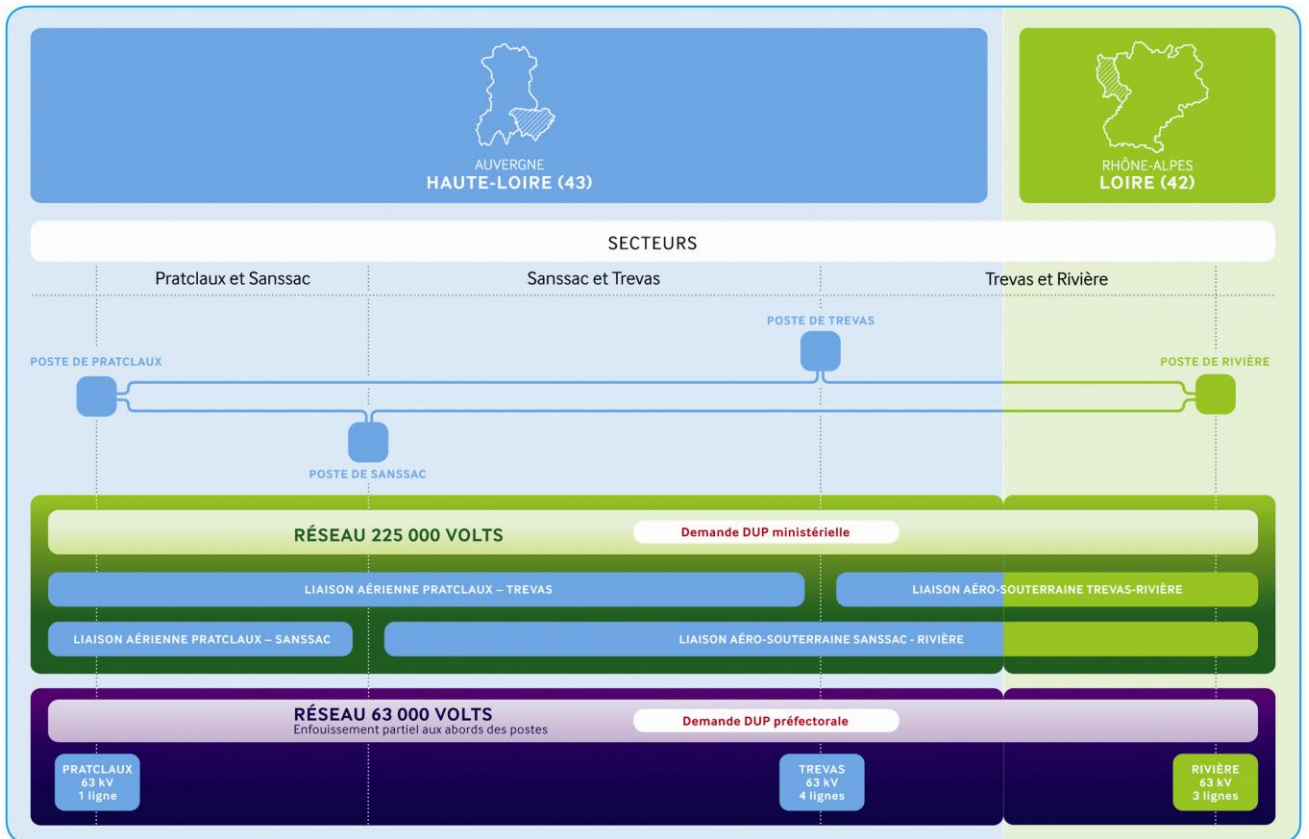 AUVERGNE
HAUTE-LOIRE (43)
RHÔNE-ALPES
LOIRE (42)
SECTEURS
Pratclaux et Sanssac
Sanssac et Trevas
Trevas et Rivière
POSTE DE TREVAS
POSTE DE PRATCLAUX
POSTE DE RIVIÈRE
POSTE DE SANSSAC
RÉSEAU 225 000 VOLTS
Demande DUP ministérielle
LIAISON AÉRIENNE PRATCLAUX – TREVAS
LIAISON AÉRO-SOUTERRAINE TREVAS-RIVIÈRE
LIAISON AÉRIENNE PRATCLAUX – SANSSAC
LIAISON AÉRO-SOUTERRAINE SANSSAC - RIVIÈRE
RÉSEAU 63 000 VOLTS
Enfouissement partiel aux abords des postes
Demande DUP préfectorale
PRATCLAUX
63 kV
1 ligne
TREVAS
63 kV
4 lignes
RIVIÈRE
63 kV
3 lignes